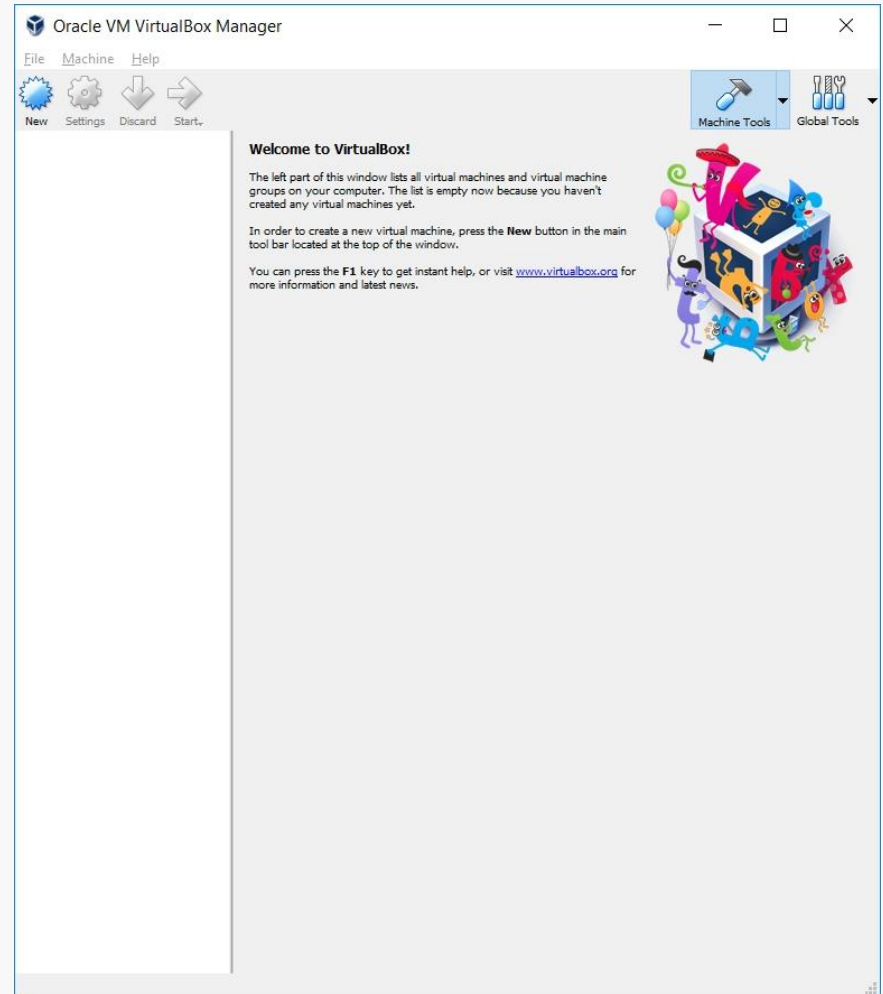 Oracle VM VirtualBox Manager
File Machine Help
New Settings Discard Start
Machine Tools Global Tools
Welcome to VirtualBox!
The left part of this window lists all virtual machines and virtual machine
groups on your computer. The list is empty now because you haven't
created any virtual machines yet.
In order to create a new virtual machine, press the New button in the main
tool bar located at the top of the window.
You can press the F1 key to get instant help, or visit www.virtualbox.org for
more information and latest news.